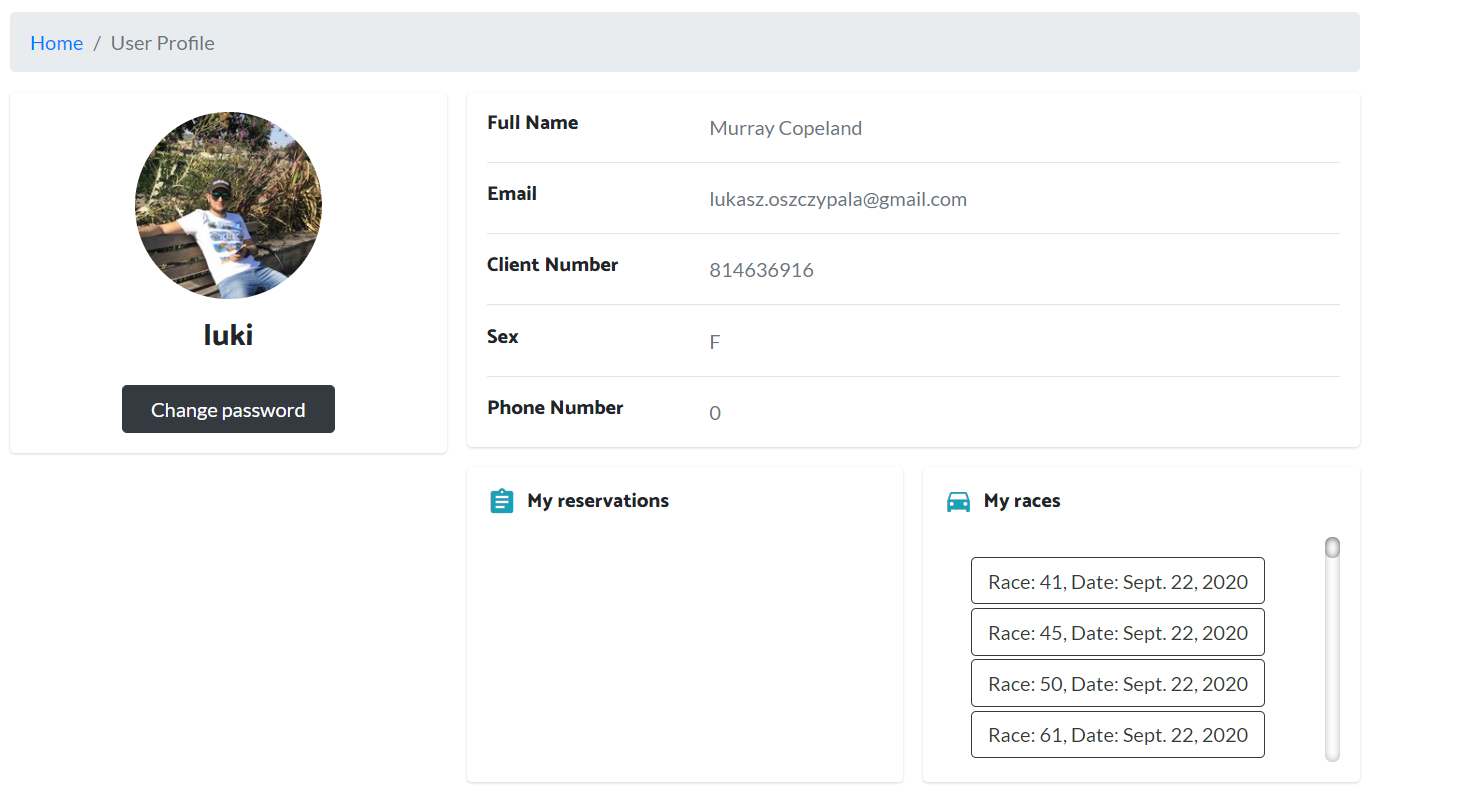 Home / User Profile
luki
Change password
Full Name Murray Copeland
Email lukasz.oszczypala@gmail.com
Client Number 814636916
Sex F
Phone Number 0
My reservations
My races
Race: 41, Date: Sept. 22, 2020
Race: 45, Date: Sept. 22, 2020
Race: 50, Date: Sept. 22, 2020
Race: 61, Date: Sept. 22, 2020